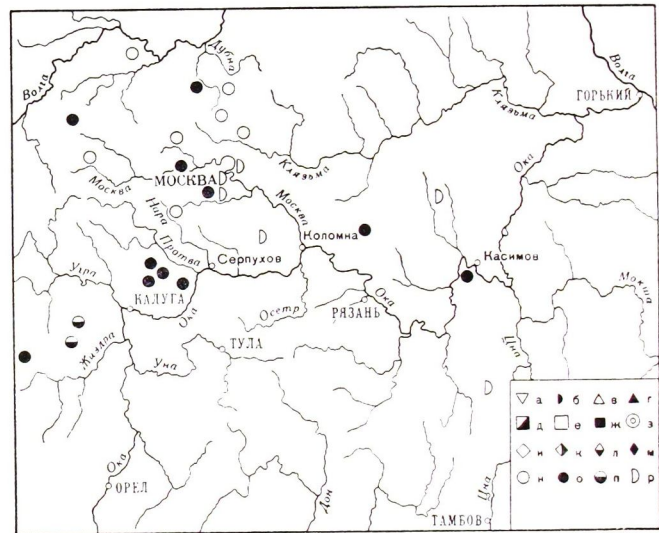 Волга
Дубна
Волга
ГОРЬКИЙ
Клязьма
Клязьма
Ока
МОСКВА
Москва
Москва
Нара
Протва
Коломна
Серпухов
Касимов
Угра
КАЛУГА
Ока
Осетр
РЯЗАНЬ
Ока
Мокша
Жиздра
Упа
ТУЛА
Цна
Ока
ОРЕЛ
Дон
Цна
ТАМБОВ
а б в г
д е ж з
и к л м
н о п р